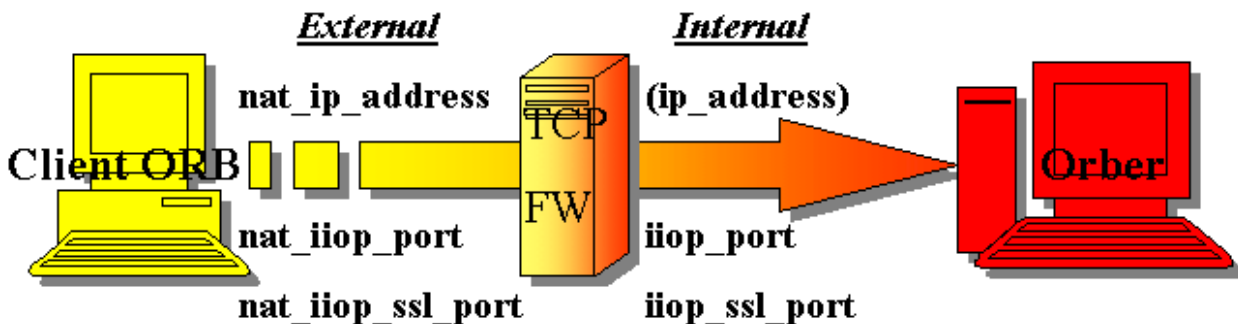 External
Internal
nat_ip_address
(ip_address)
TCP
Client ORB
Orber
FW
nat_iiop_port
iiop_port
nat_iiop_ssl_port
iiop_ssl_port